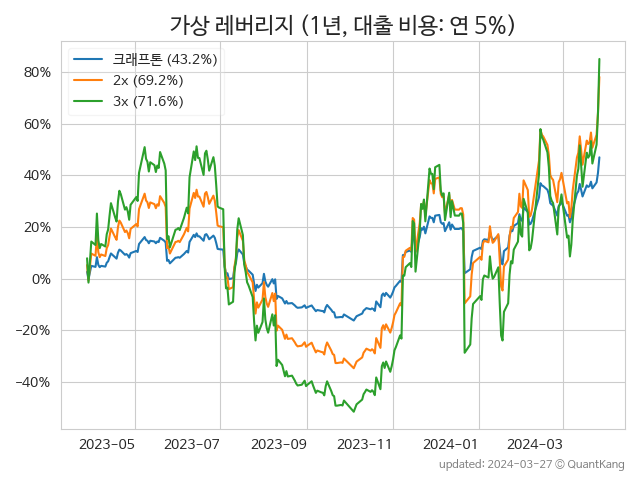 가상 레버리지 (1년, 대출 비용: 연 5%)
크래프톤 (43.2%)
2x (69.2%)
3x (71.6%)
80%
60%
40%
20%
0%
−20%
−40%
2023-05 2023-07 2023-09 2023-11 2024-01 2024-03
updated: 2024-03-27 © QuantKang